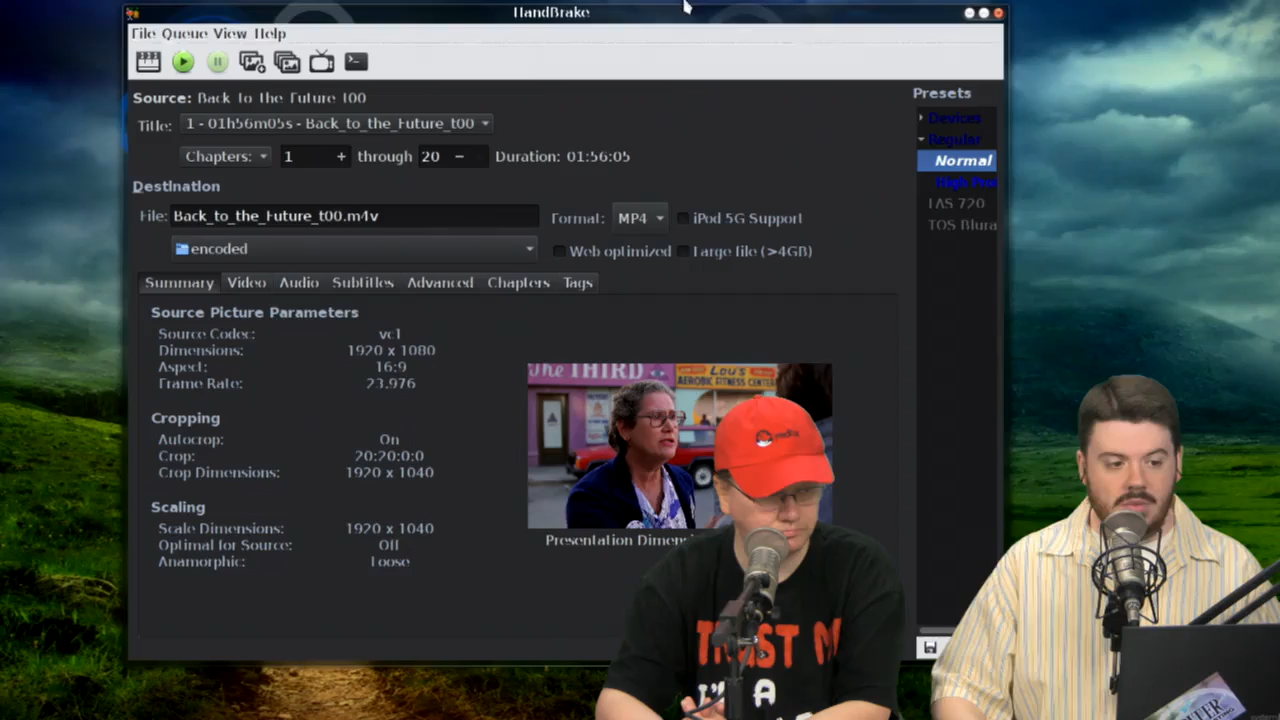 HandBrake
File Queue View Help
Source: Back to the Future t00
Presets
Title: 1 - 01h56m05s - Back_to_the_Future_t00
Devices
Regular
Chapters: 1 + through 20 − Duration: 01:56:05
Normal
High
Destination
LAS 720
File: Back_to_the_Future_t00.m4v Format: MP4 iPod 5G Support
TOS Blura
encoded Web optimized Large file (>4GB)
Summary Video Audio Subtitles Advanced Chapters Tags
Source Picture Parameters
Source Codec: vc1
Dimensions: 1920 x 1080
Aspect: 16:9
Frame Rate: 23.976
Cropping
Autocrop: On
Crop: 20:20:0:0
Crop Dimensions: 1920 x 1040
Scaling
Scale Dimensions: 1920 x 1040
Optimal for Source: Off
Anamorphic: Loose
The THIRD
Lou's
AEROBIC FITNESS CENTER
Presentation Dimen
TRUST M
I'M A